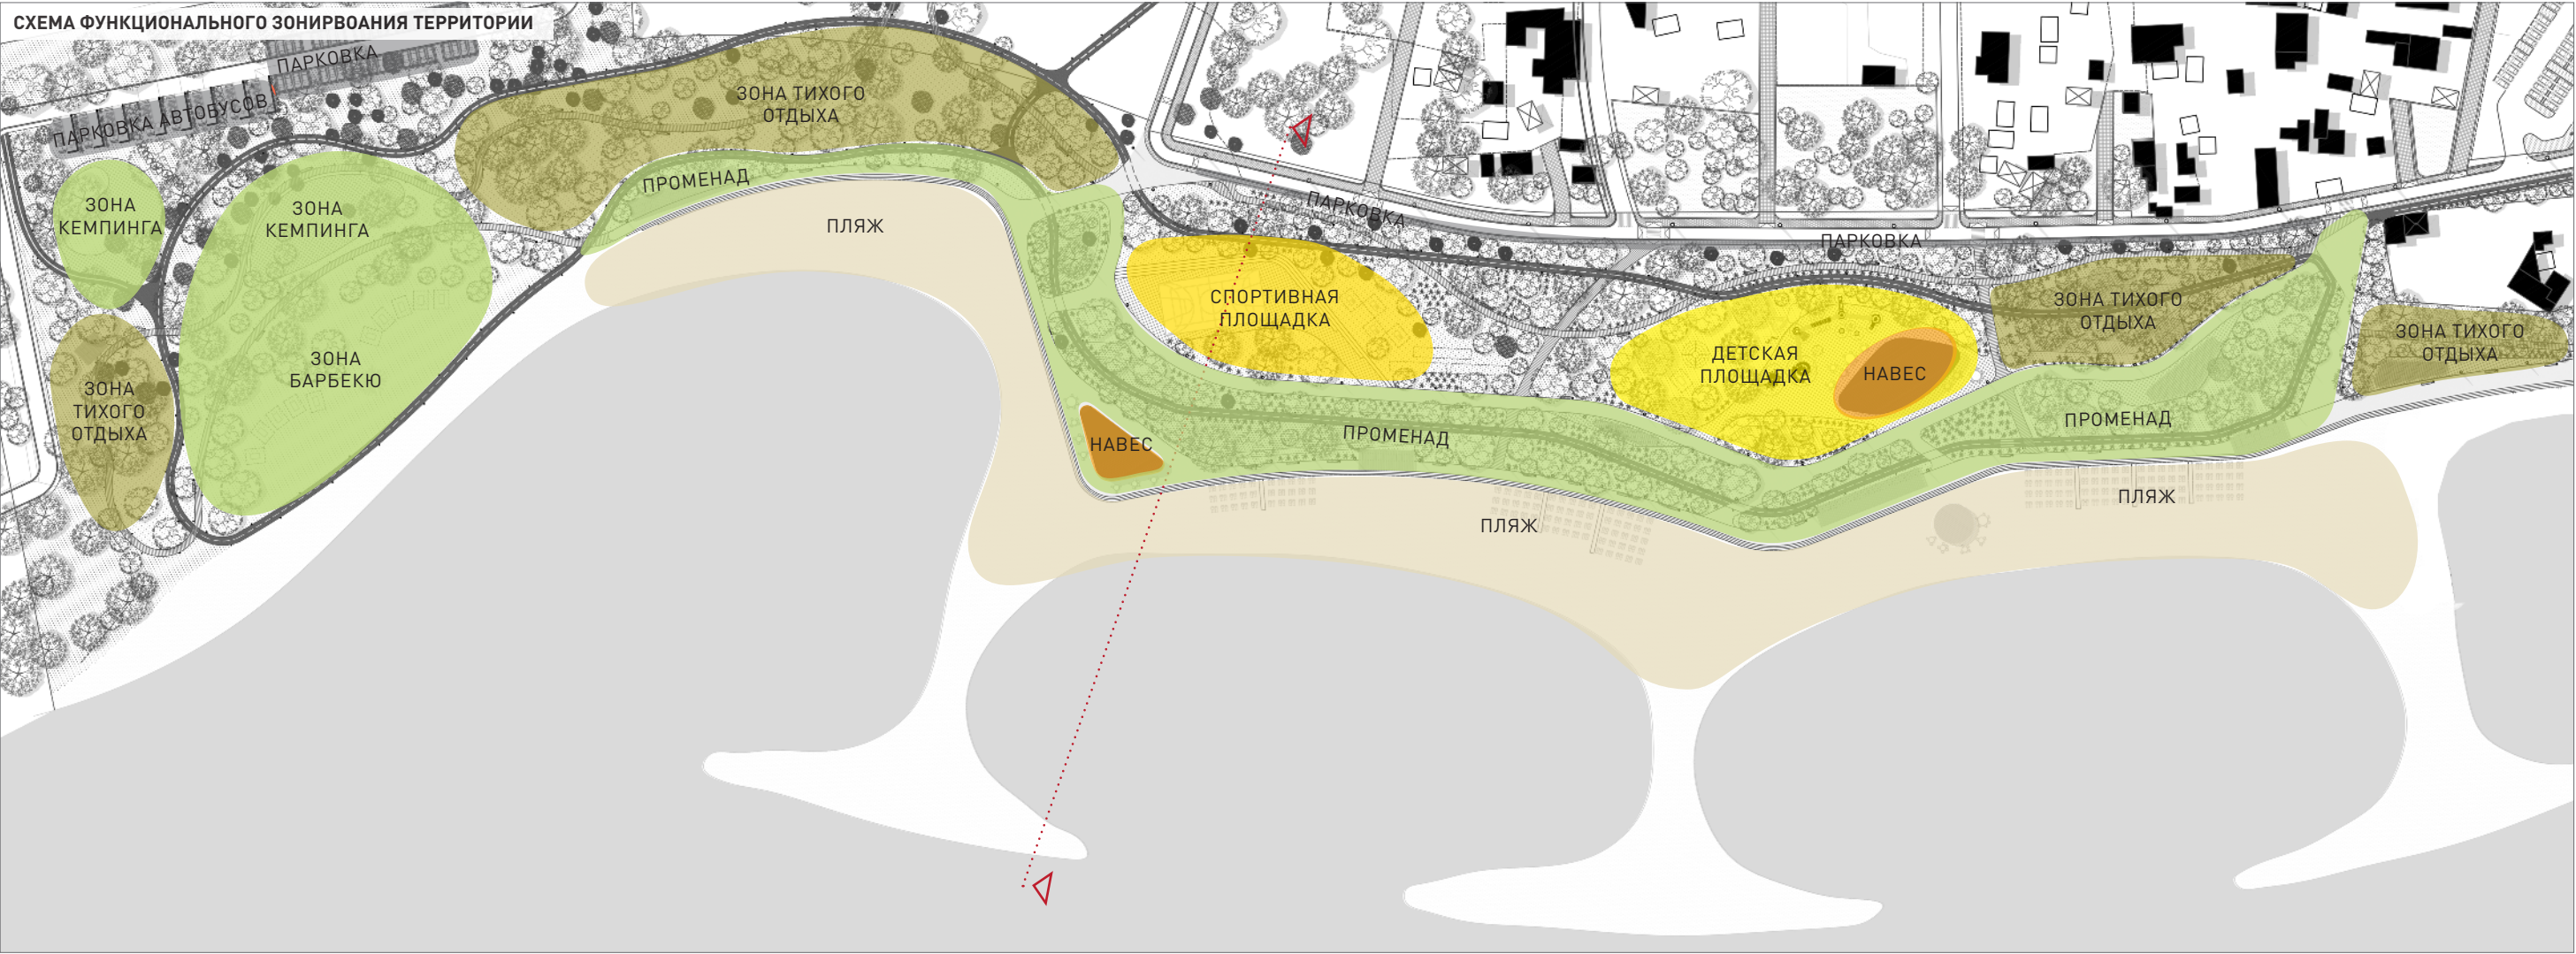 СХЕМА ФУНКЦИОНАЛЬНОГО ЗОНИРВОАНИЯ ТЕРРИТОРИИ
ПАРКОВКА
ПАРКОВКА АВТОБУСОВ
ЗОНА
КЕМПИНГА
ЗОНА
КЕМПИНГА
ЗОНА
БАРБЕКЮ
ЗОНА
ТИХОГО
ОТДЫХА
ЗОНА ТИХОГО
ОТДЫХА
ПРОМЕНАД
ПЛЯЖ
ПАРКОВКА
СПОРТИВНАЯ
ПЛОЩАДКА
НАВЕС
ПРОМЕНАД
ПЛЯЖ
ПАРКОВКА
ДЕТСКАЯ
ПЛОЩАДКА
НАВЕС
ЗОНА ТИХОГО
ОТДЫХА
ПРОМЕНАД
ПЛЯЖ
ЗОНА ТИХОГО
ОТДЫХА